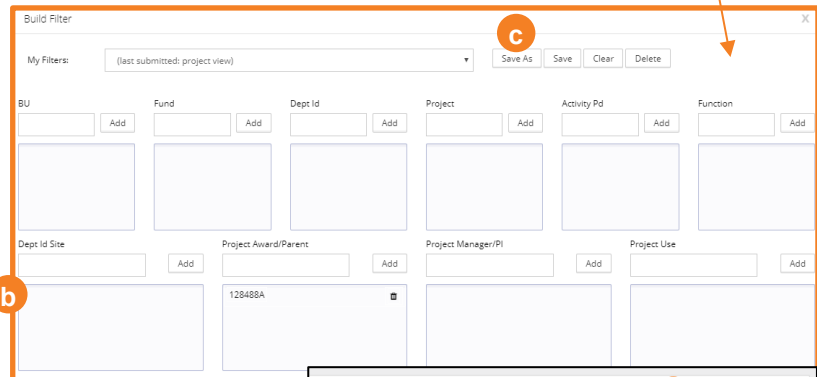 Build Filter X
c
My Filters: (last submitted: project view) Save As Save Clear Delete
BU Fund Dept Id Project Activity Pd Function
Add Add Add Add Add Add
Dept Id Site Project Award/Parent Project Manager/PI Project Use
Add Add Add Add
b
128488A